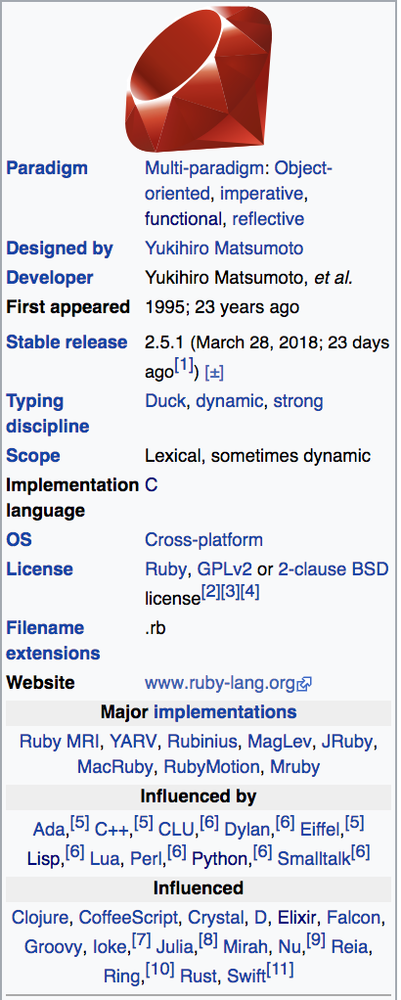 Paradigm Multi-paradigm: Object-
oriented, imperative,
functional, reflective
Designed by Yukihiro Matsumoto
Developer Yukihiro Matsumoto, et al.
First appeared 1995; 23 years ago
Stable release 2.5.1 (March 28, 2018; 23 days
ago[1]) [±]
Typing Duck, dynamic, strong
discipline
Scope Lexical, sometimes dynamic
Implementation C
language
OS Cross-platform
License Ruby, GPLv2 or 2-clause BSD
license[2][3][4]
Filename .rb
extensions
Website www.ruby-lang.org
Major implementations
Ruby MRI, YARV, Rubinius, MagLev, JRuby,
MacRuby, RubyMotion, Mruby
Influenced by
Ada,[5] C++,[5] CLU,[6] Dylan,[6] Eiffel,[5]
Lisp,[6] Lua, Perl,[6] Python,[6] Smalltalk[6]
Influenced
Clojure, CoffeeScript, Crystal, D, Elixir, Falcon,
Groovy, Ioke,[7] Julia,[8] Mirah, Nu,[9] Reia,
Ring,[10] Rust, Swift[11]